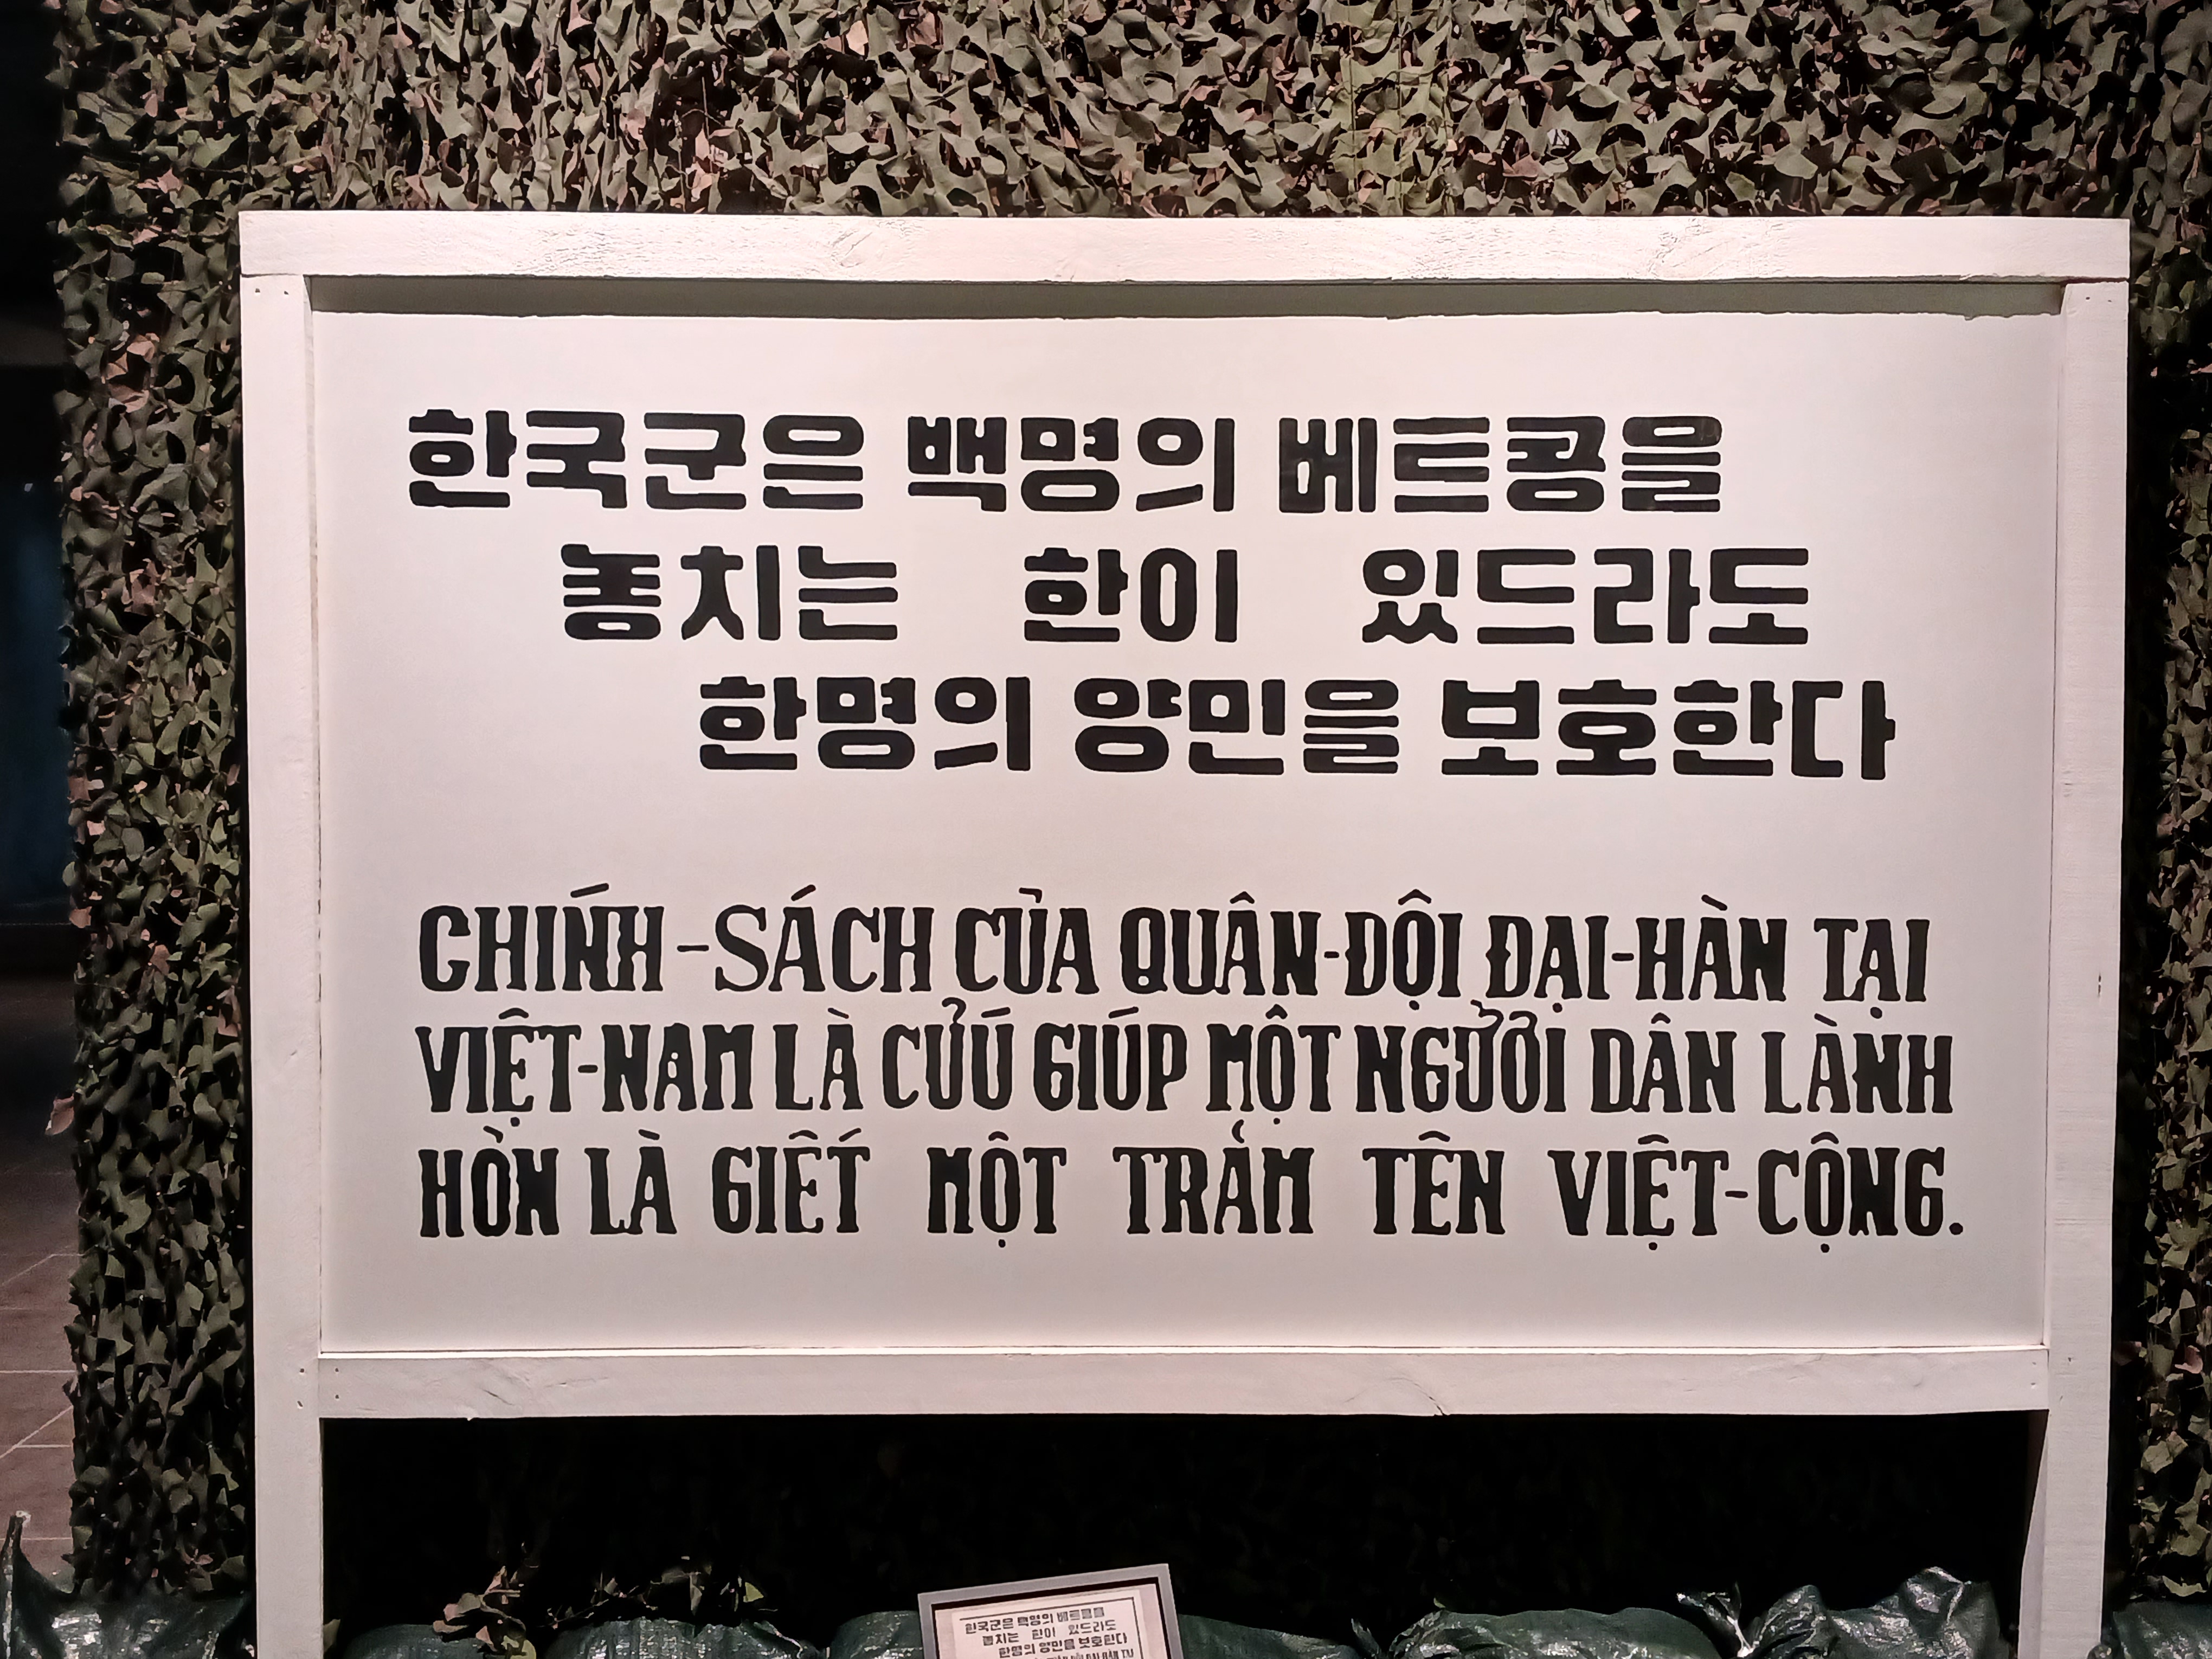 한국군은 백명의 베트콩을
놓치는 한이 있드라도
한명의 양민을 보호한다
CHÍNH-SÁCH CỦA QUÂN-ĐỘI ĐẠI-HÀN TẠI
VIỆT-NAM LÀ CỬÚ GIÚP MỘT NGƯỜI DÂN LÀNH
HƠN LÀ GIẾT MỘT TRĂM TÊN VIỆT-CỘNG.
한국군은 백명의 베트콩을
놓치는 한이 있드라도
한명의 양민을 보호한다